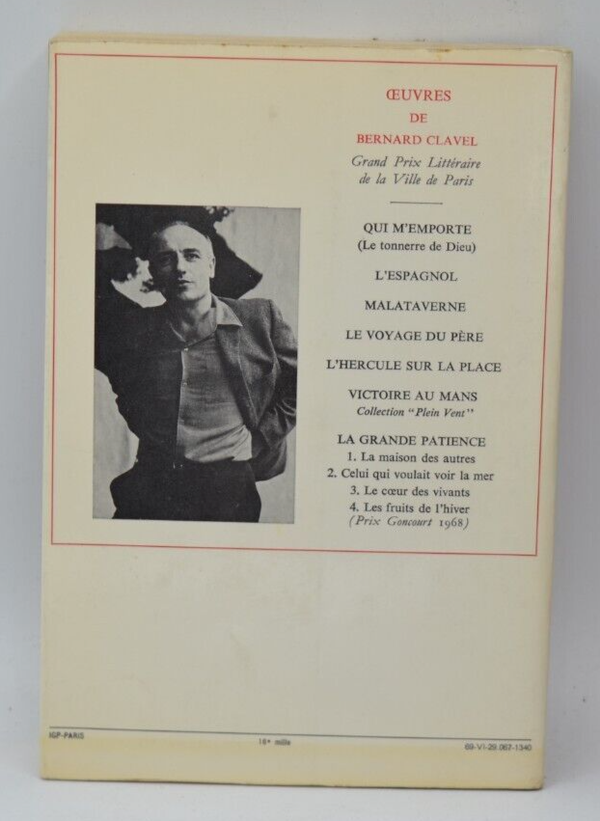 ŒUVRES
DE
BERNARD CLAVEL
Grand Prix Littéraire
de la Ville de Paris
QUI M'EMPORTE
(Le tonnerre de Dieu)
L'ESPAGNOL
MALATAVERNE
LE VOYAGE DU PÈRE
L'HERCULE SUR LA PLACE
VICTOIRE AU MANS
Collection "Plein Vent"
LA GRANDE PATIENCE
1. La maison des autres
2. Celui qui voulait voir la mer
3. Le cœur des vivants
4. Les fruits de l'hiver
(Prix Goncourt 1968)
IGP-PARIS
16e mille
69-VI-29.067-1340